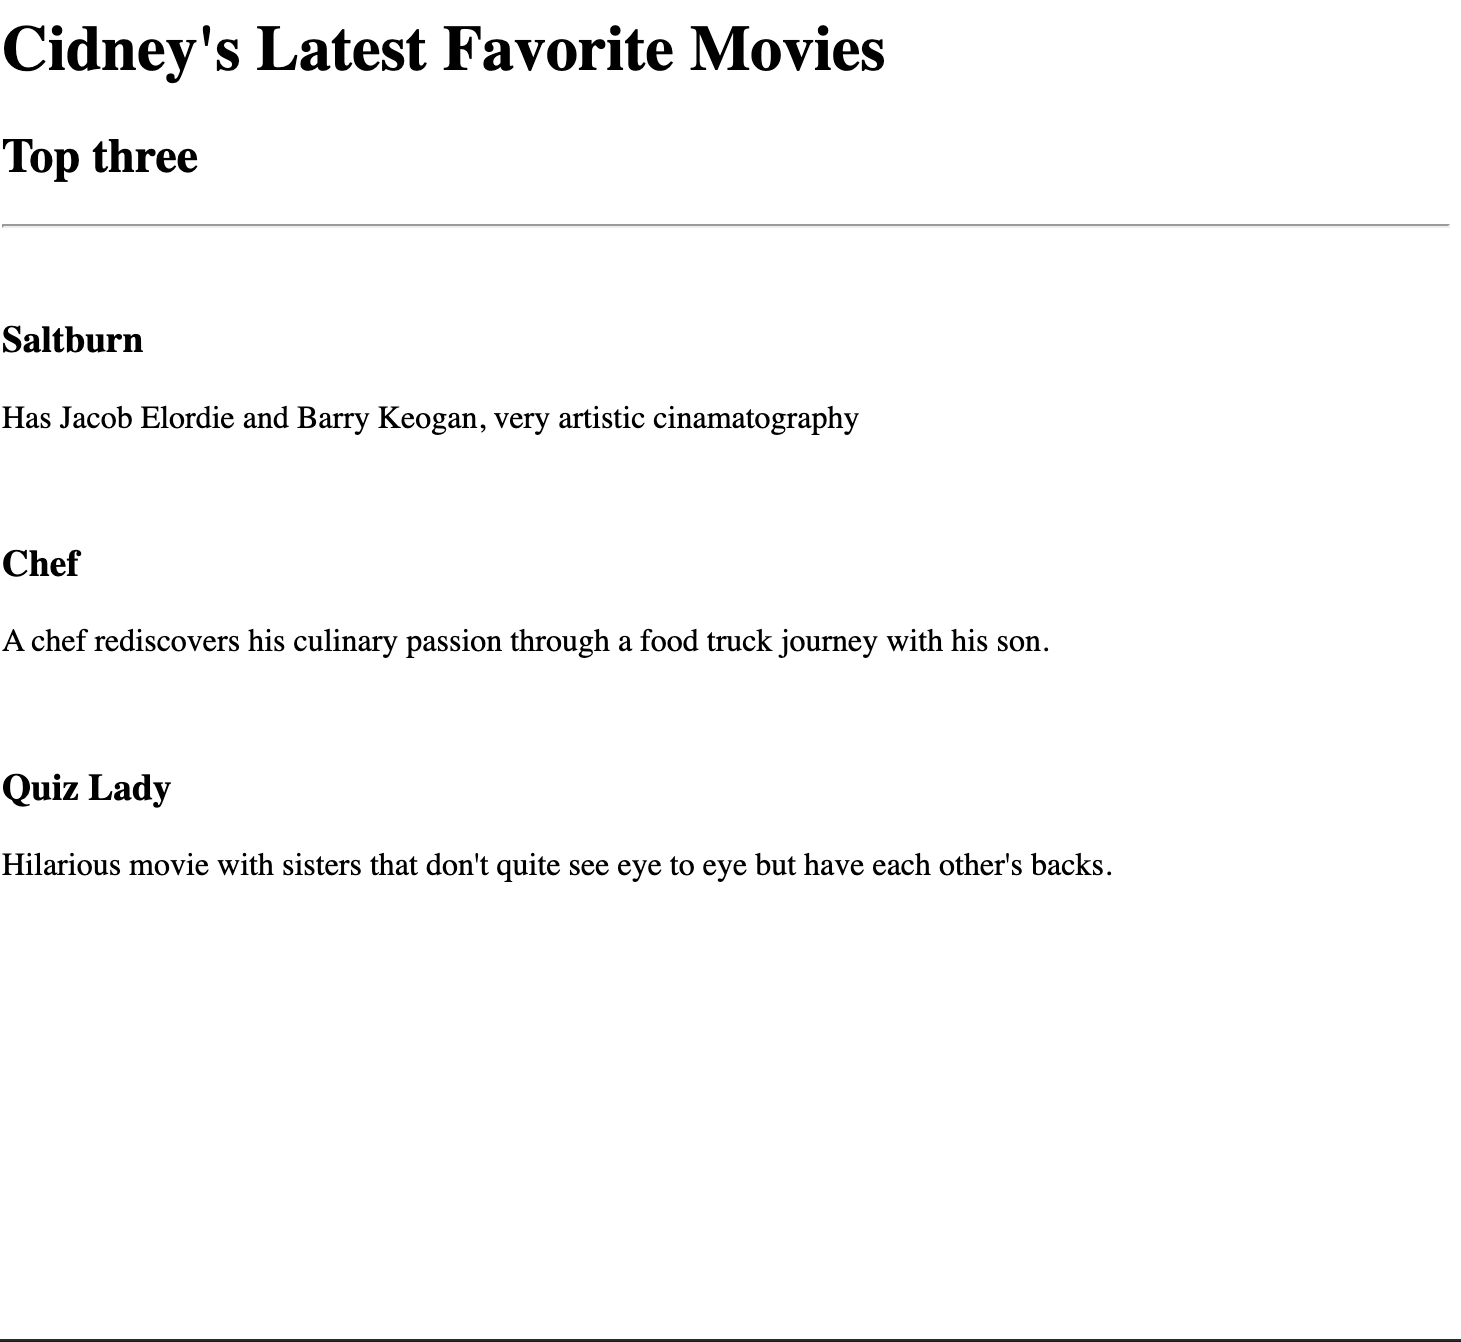 Cidney's Latest Favorite Movies
Top three
Saltburn
Has Jacob Elordie and Barry Keogan, very artistic cinamatography
Chef
A chef rediscovers his culinary passion through a food truck journey with his son.
Quiz Lady
Hilarious movie with sisters that don't quite see eye to eye but have each other's backs.